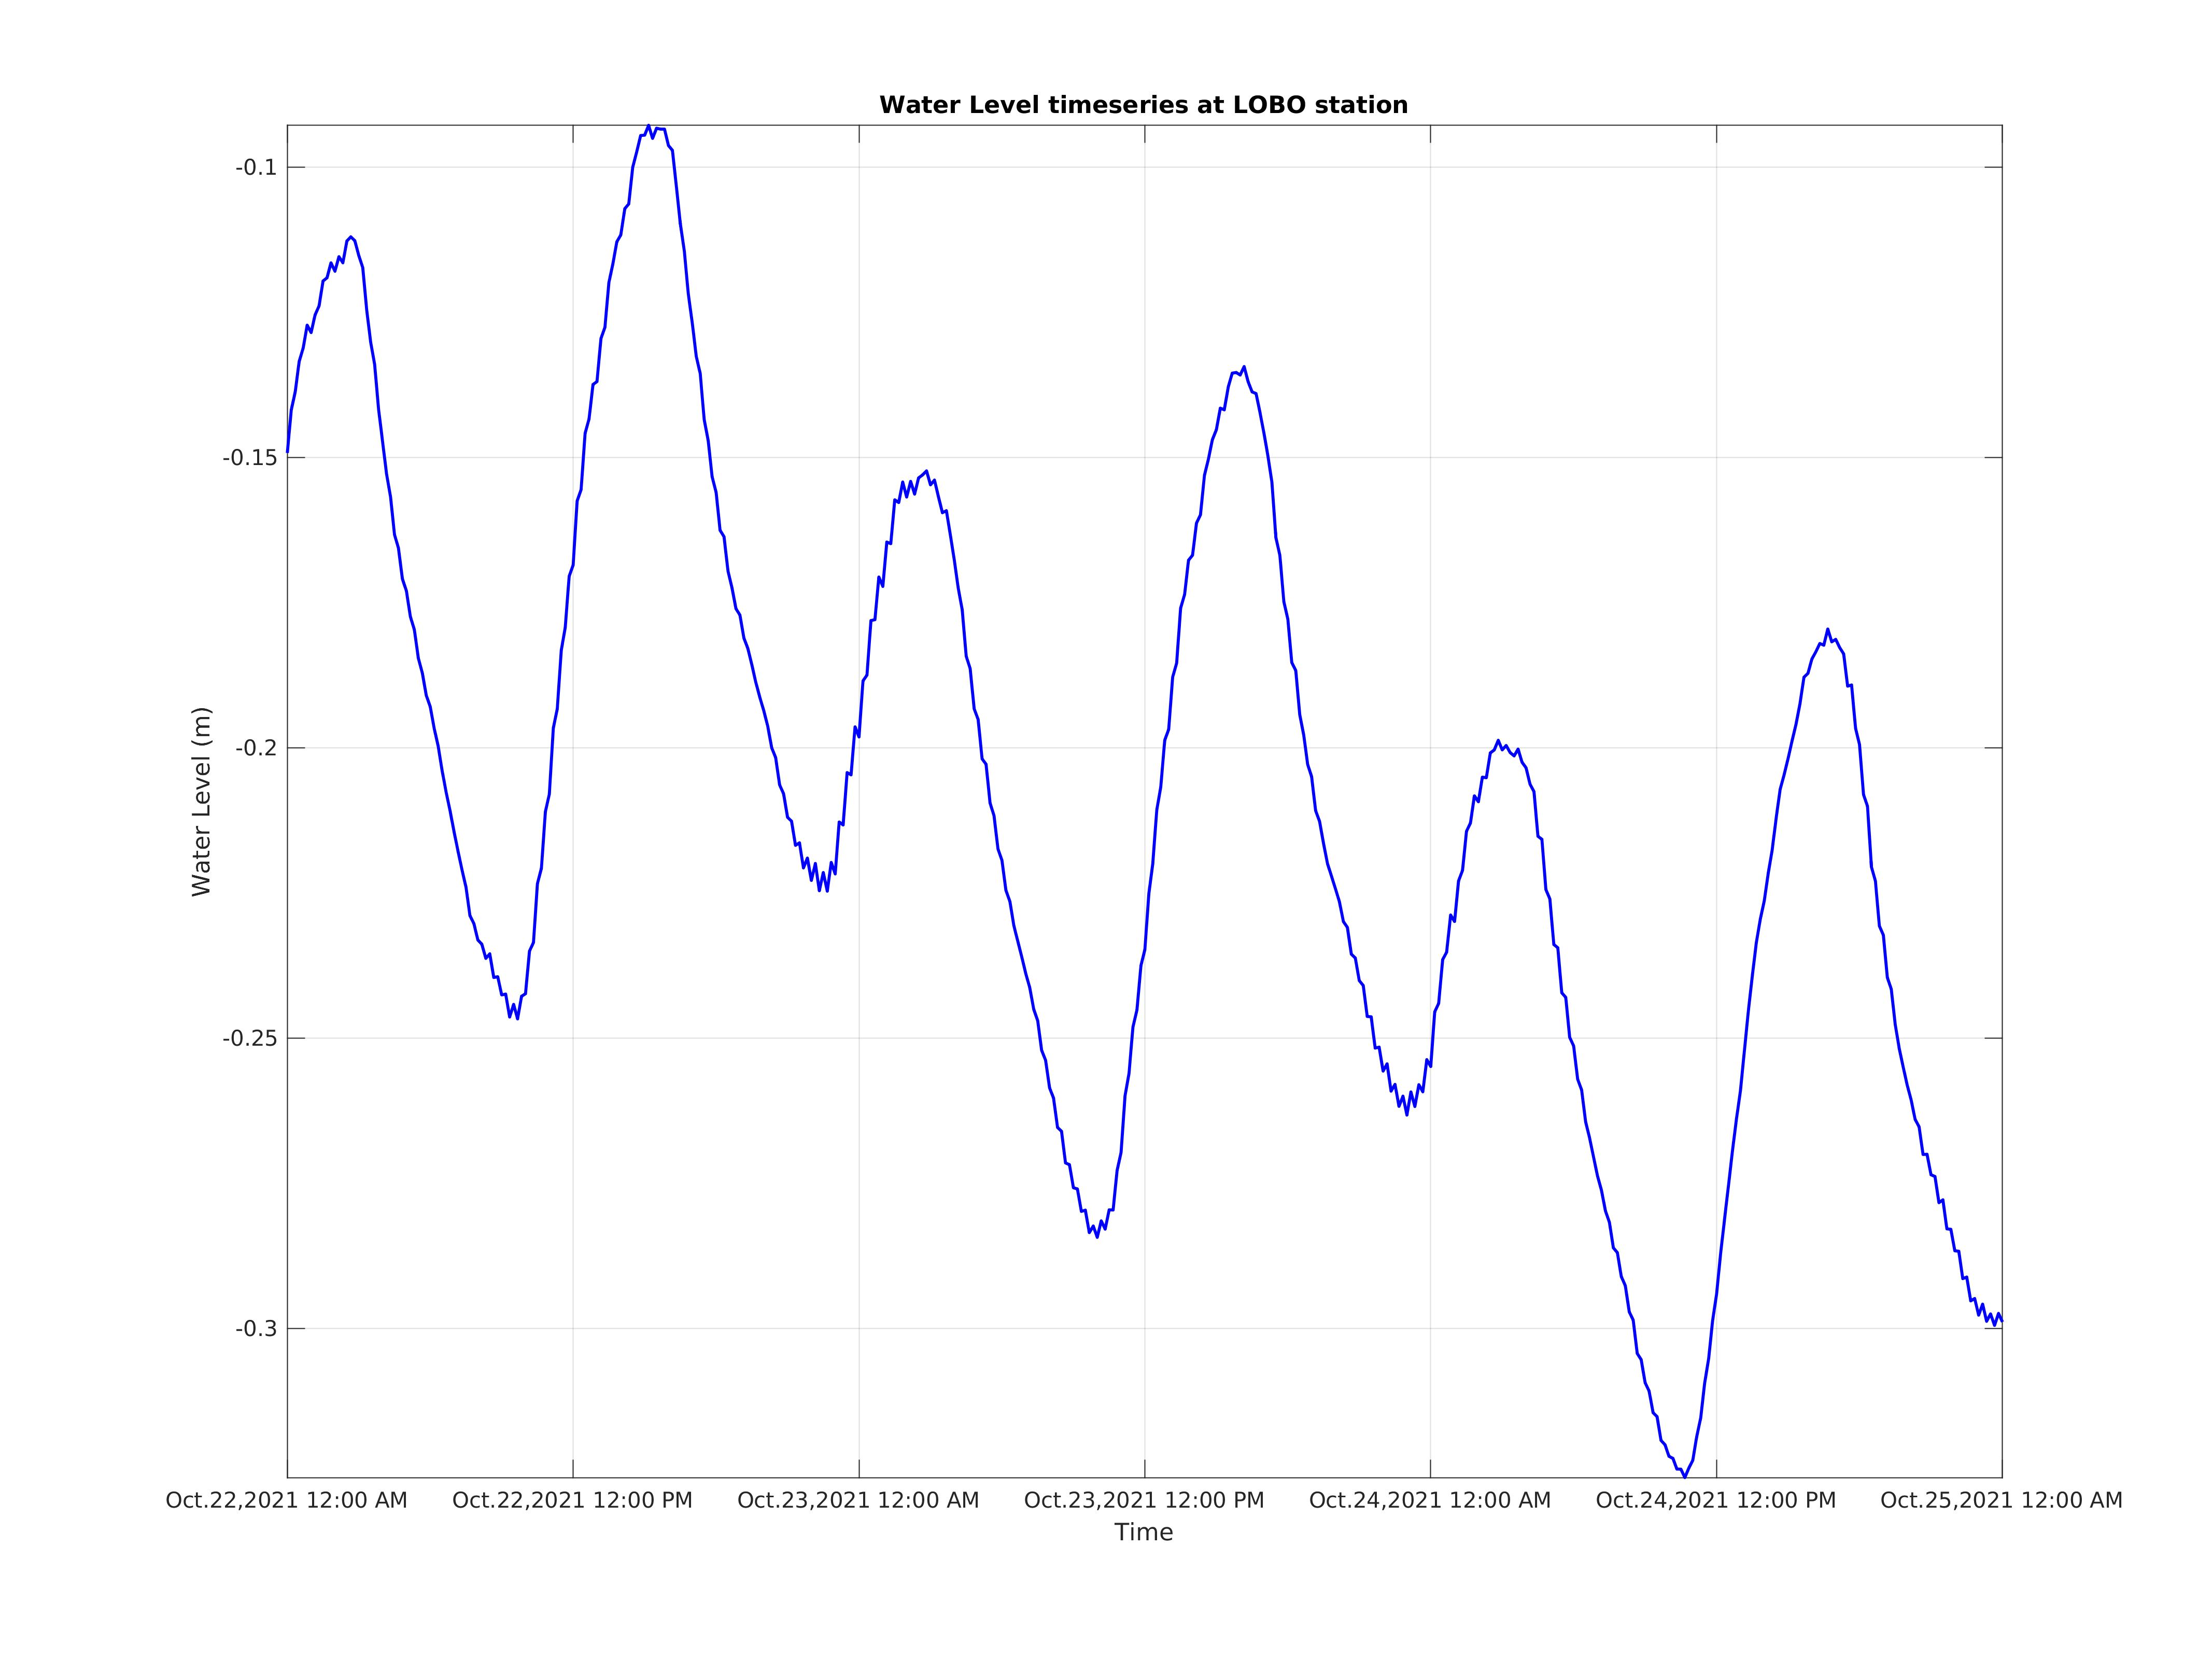 Water Level timeseries at LOBO station
-0.1
-0.15
-0.2
-0.25
-0.3
Water Level (m)
Oct.22,2021 12:00 AM
Oct.22,2021 12:00 PM
Oct.23,2021 12:00 AM
Oct.23,2021 12:00 PM
Oct.24,2021 12:00 AM
Oct.24,2021 12:00 PM
Oct.25,2021 12:00 AM
Time